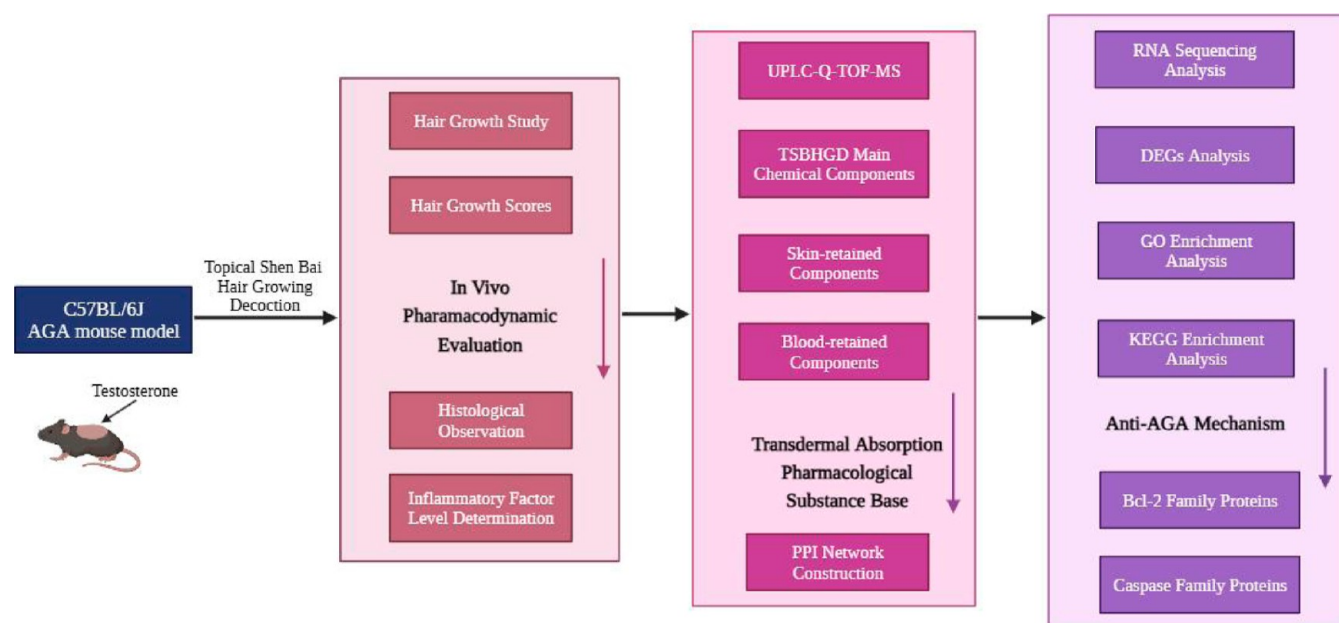 C57BL/6J
AGA mouse model
Testosterone
Topical Shen Bai
Hair Growing
Decoction
Hair Growth Study
Hair Growth Scores
In Vivo
Pharamacodynamic
Evaluation
Histological
Observation
Inflammatory Factor
Level Determination
UPLC-Q-TOF-MS
TSBHGD Main
Chemical Components
Skin-retained
Components
Blood-retained
Components
Transdermal Absorption
Pharmacological
Substance Base
PPI Network
Construction
RNA Sequencing
Analysis
DEGs Analysis
GO Enrichment
Analysis
KEGG Enrichment
Analysis
Anti-AGA Mechanism
Bcl-2 Family Proteins
Caspase Family Proteins